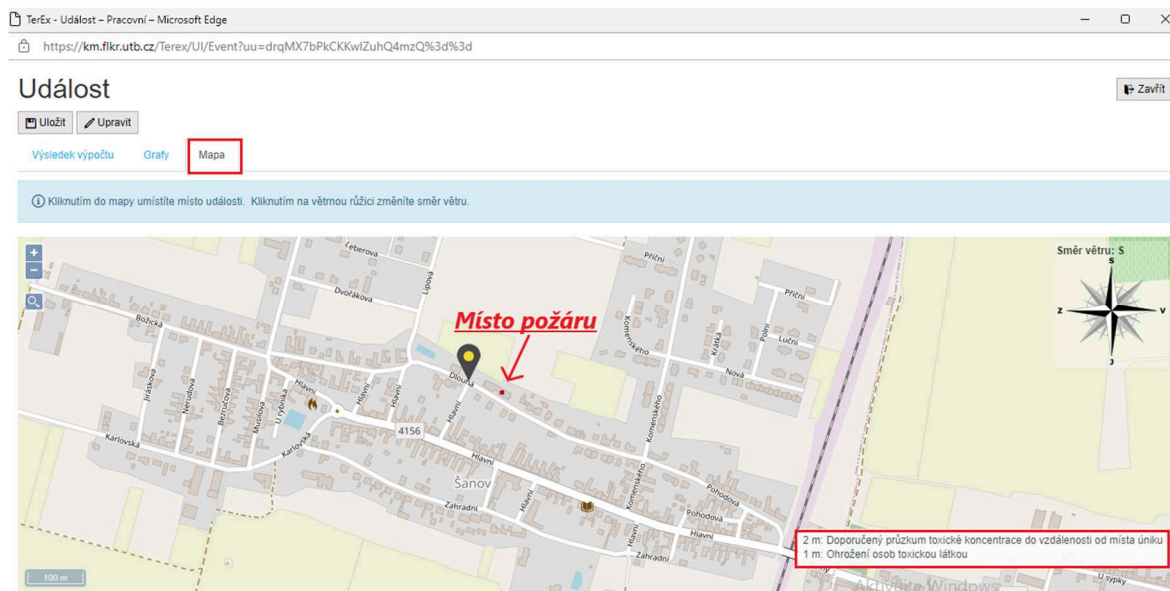 TerEx - Událost – Pracovní – Microsoft Edge
https://km.flkr.utb.cz/Terex/UI/Event?uu=drqMX7bPkCKKwIZuhQ4mzQ%3d%3d
Událost
Zavřít
Uložit Upravit
Výsledek výpočtu Grafy Mapa
Kliknutím do mapy umístíte místo události. Kliknutím na větrnou růžici změníte směr větru.
Směr větru: S
S
Z V
J
+
–
Čeberova
Příční
Lipová
Dvořákova
Příční
Božická
Místo požáru
Komenského
Krátká
Polní
Luční
Dlouhá
Nová
Jiráskova
Nerudova
Bezručova
Musilova
U rybníka
Hlavní
Hlavní
Hlavní
Hlavní
Komenského
4156
Karlovská
Karlovská
Hlavní
Šanov
Zahradní
Hlavní
Komenského
Pohodová
Pohodová
Hlavní
Hlavní
Zahradní
2 m: Doporučený průzkum toxické koncentrace do vzdálenosti od místa úniku
1 m: Ohrožení osob toxickou látkou
100 m
U sypky
Aktivujte Windows